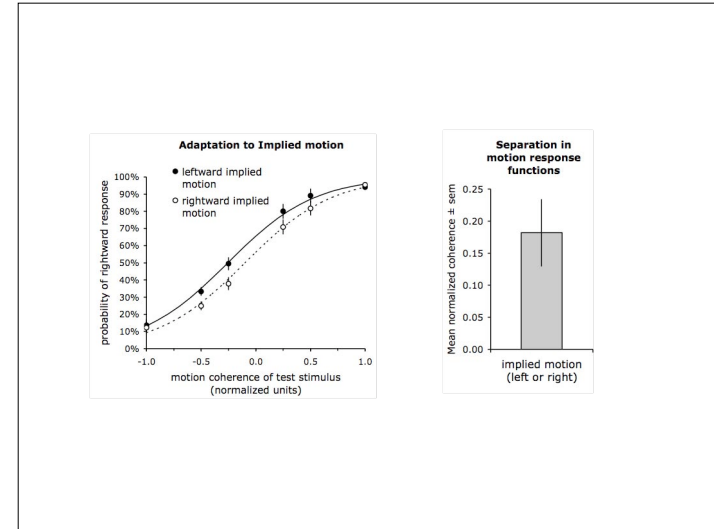 Adaptation to Implied motion
● leftward implied
motion
○ rightward implied
motion
probability of rightward response
100%
90%
80%
70%
60%
50%
40%
30%
20%
10%
0%
-1.0 -0.5 0.0 0.5 1.0
motion coherence of test stimulus
(normalized units)
Separation in
motion response
functions
Mean normalized coherence ± sem
0.25
0.20
0.15
0.10
0.05
0.00
implied motion
(left or right)